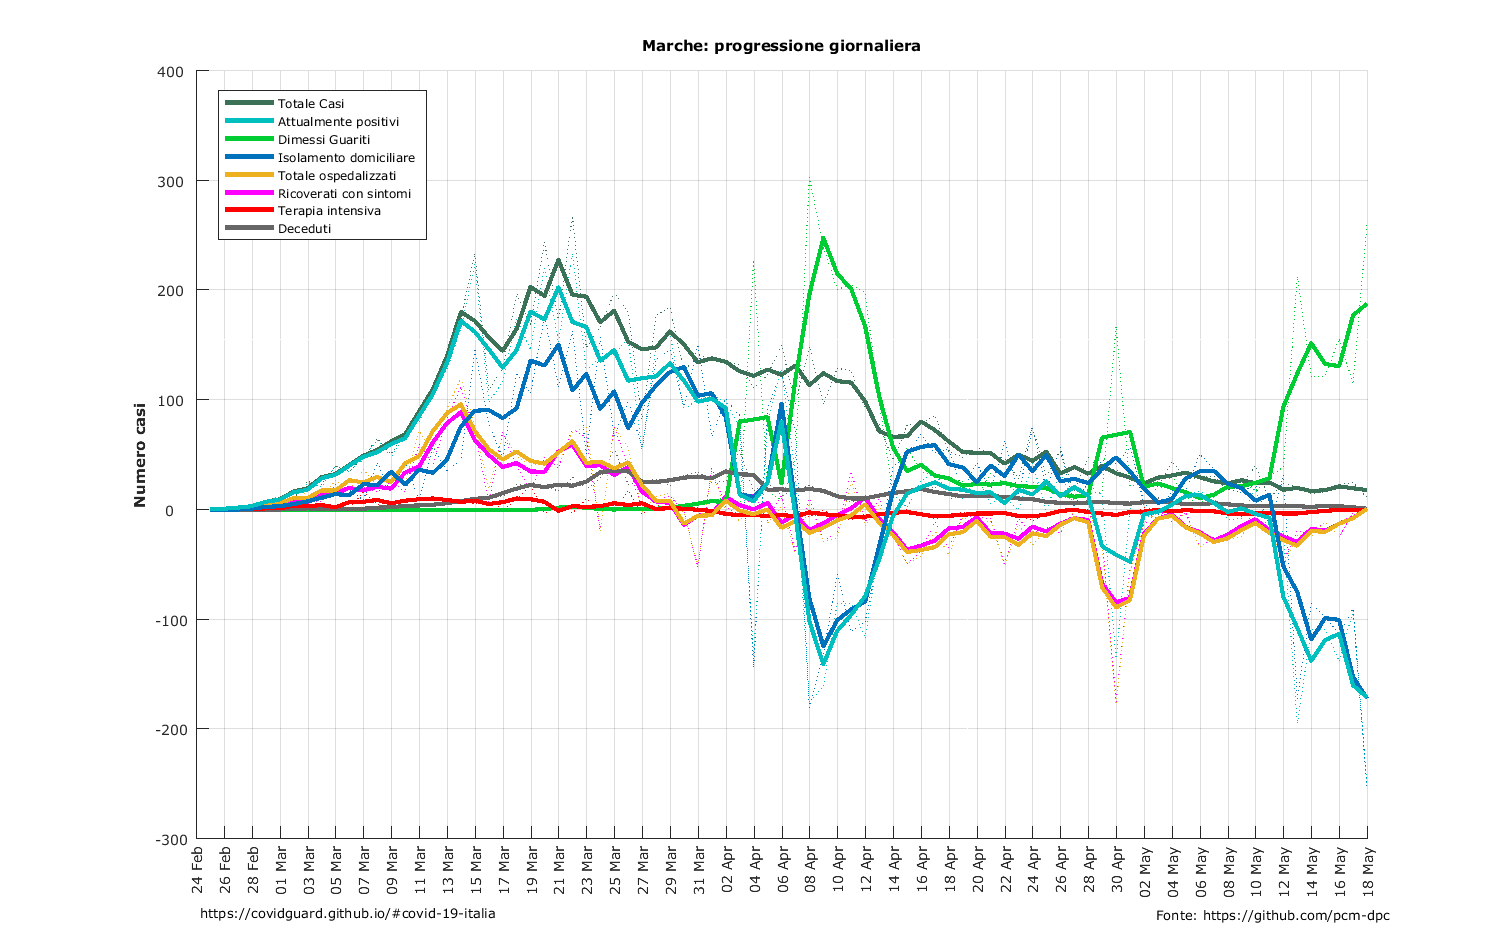 Marche: progressione giornaliera
400
300
200
100
0
-100
-200
-300
Numero casi
Totale Casi
Attualmente positivi
Dimessi Guariti
Isolamento domiciliare
Totale ospedalizzati
Ricoverati con sintomi
Terapia intensiva
Deceduti
24 Feb
26 Feb
28 Feb
01 Mar
03 Mar
05 Mar
07 Mar
09 Mar
11 Mar
13 Mar
15 Mar
17 Mar
19 Mar
21 Mar
23 Mar
25 Mar
27 Mar
29 Mar
31 Mar
02 Apr
04 Apr
06 Apr
08 Apr
10 Apr
12 Apr
14 Apr
16 Apr
18 Apr
20 Apr
22 Apr
24 Apr
26 Apr
28 Apr
30 Apr
02 May
04 May
06 May
08 May
10 May
12 May
14 May
16 May
18 May
https://covidguard.github.io/#covid-19-italia
Fonte: https://github.com/pcm-dpc